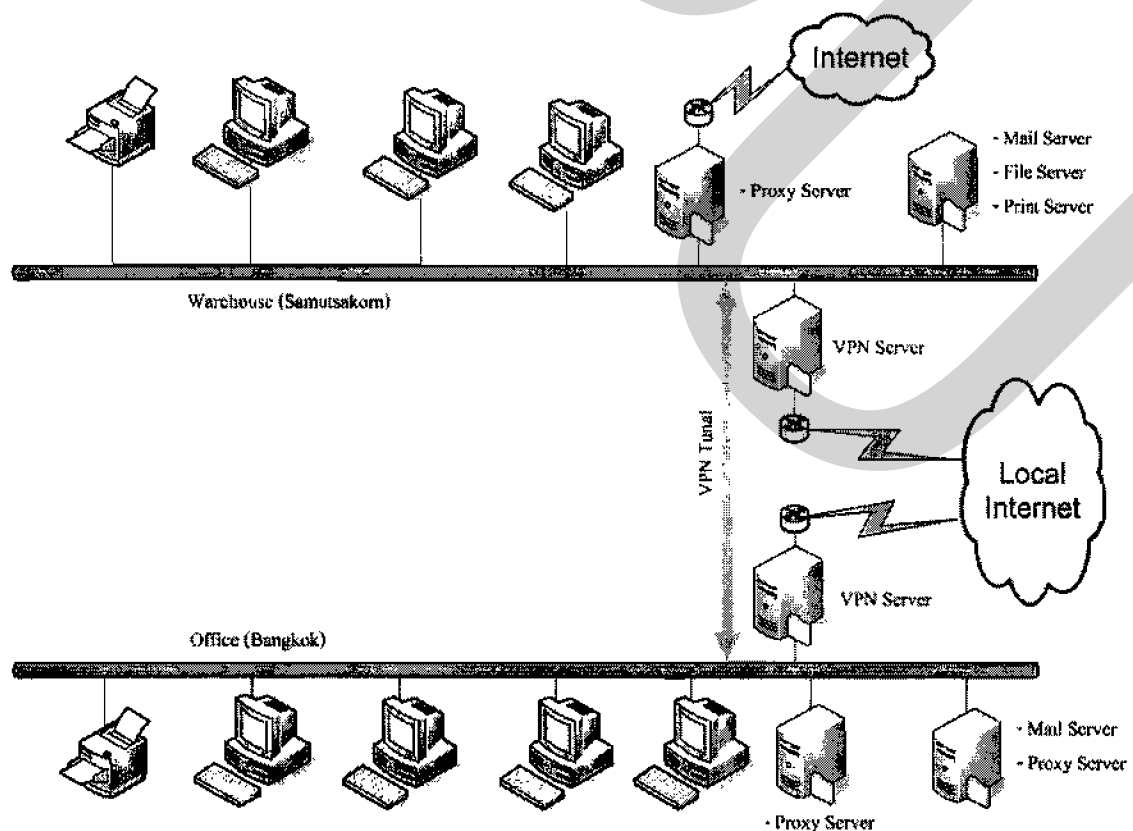 Internet
- Mail Server
- File Server
- Print Server
- Proxy Server
Warehouse (Samutsakorn)
VPN Server
VPN Tunal
Local
Internet
VPN Server
Office (Bangkok)
- Mail Server
- Proxy Server
- Proxy Server